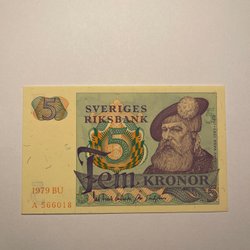 5
SVERIGES
RIKSBANK
5
Fem KRONOR
1979 BU
A 566018
5